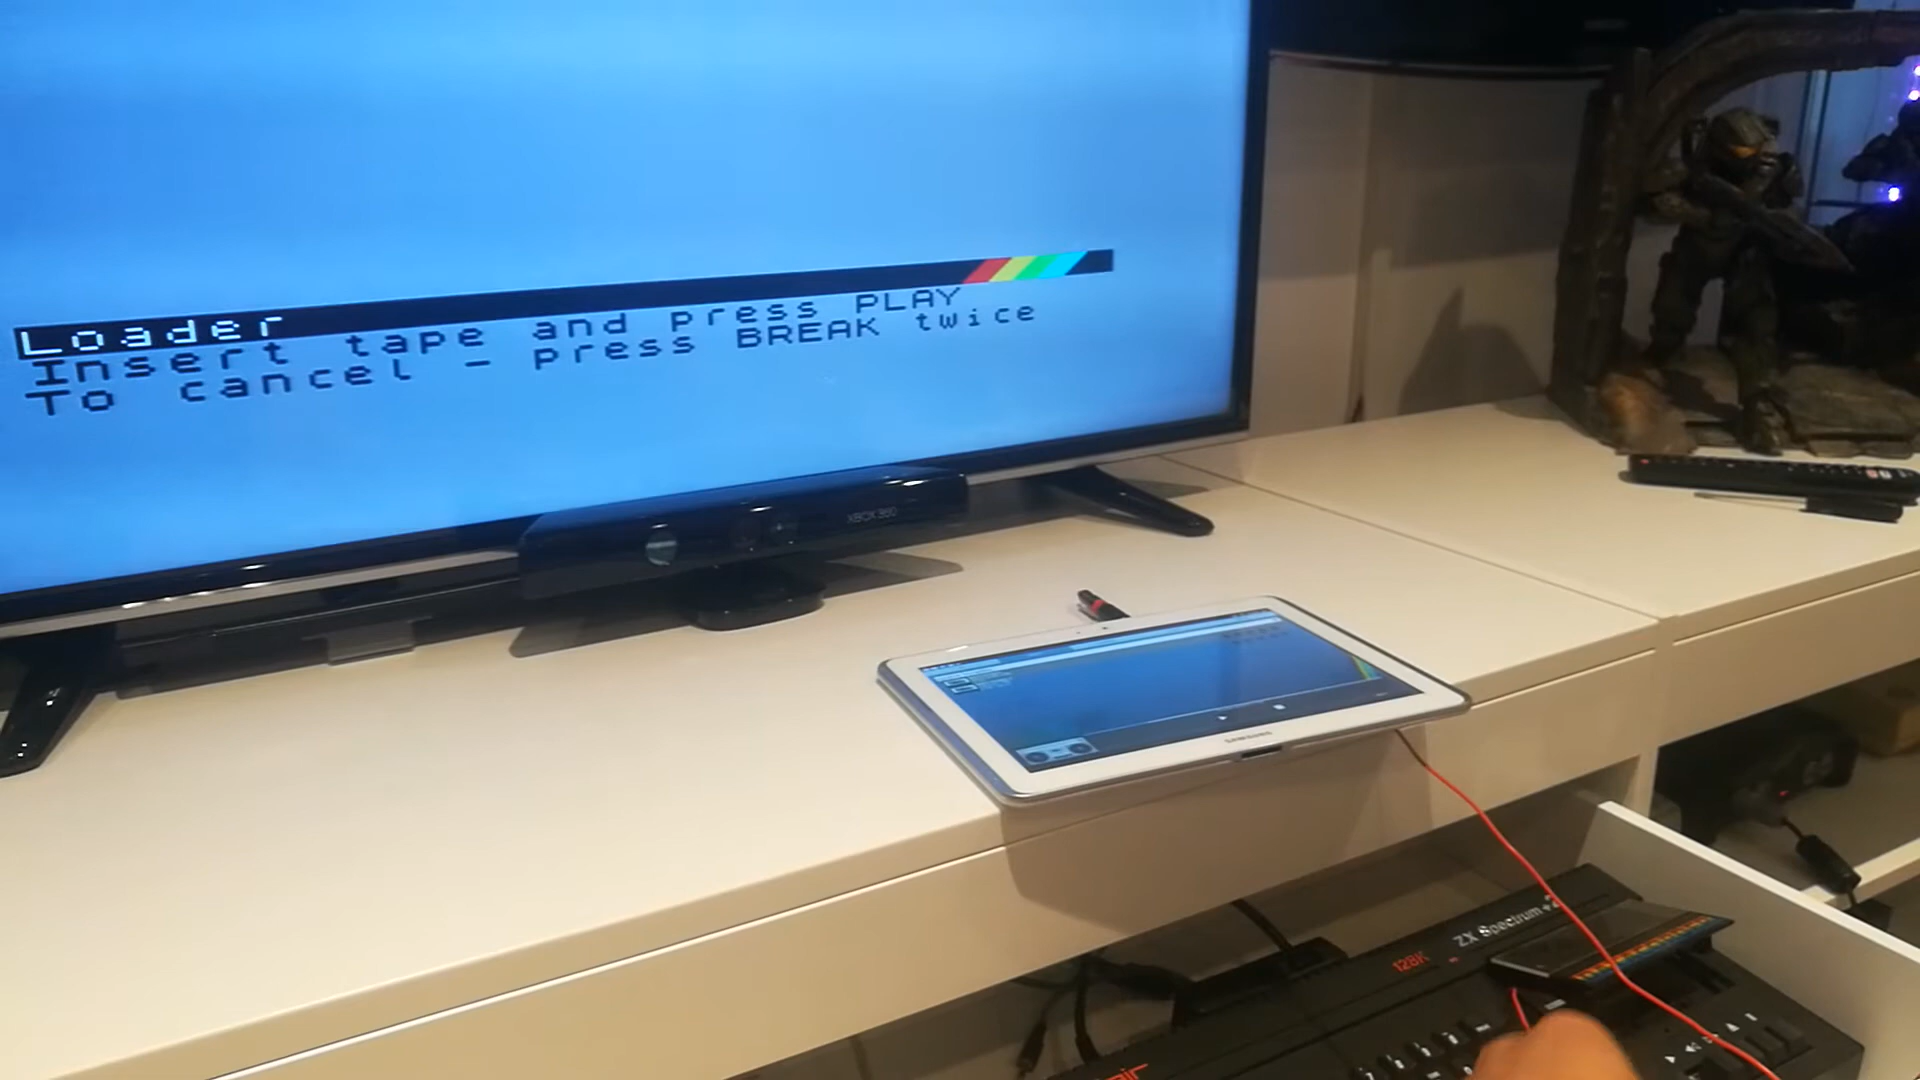 Loader
Insert tape and press PLAY
To cancel - press BREAK twice
XBOX 360
SAMSUNG
ZX Spectrum +2
128K